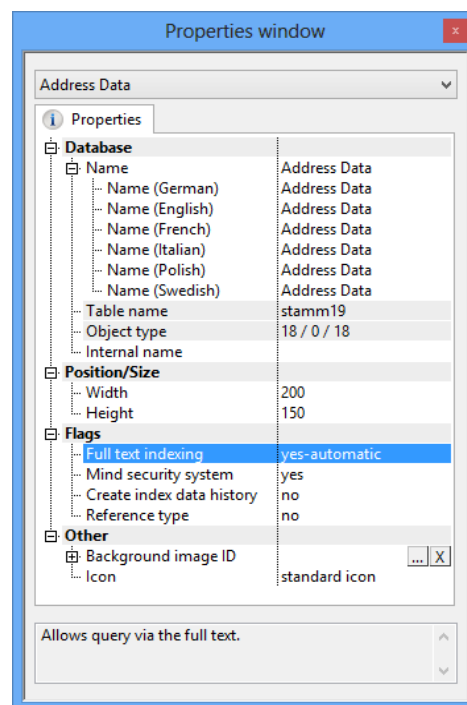 Properties window
x
Address Data
i Properties
Database
Name Address Data
Name (German) Address Data
Name (English) Address Data
Name (French) Address Data
Name (Italian) Address Data
Name (Polish) Address Data
Name (Swedish) Address Data
Table name stamm19
Object type 18 / 0 / 18
Internal name
Position/Size
Width 200
Height 150
Flags
Full text indexing yes-automatic
Mind security system yes
Create index data history no
Reference type no
Other
Background image ID ... X
Icon standard icon
Allows query via the full text.